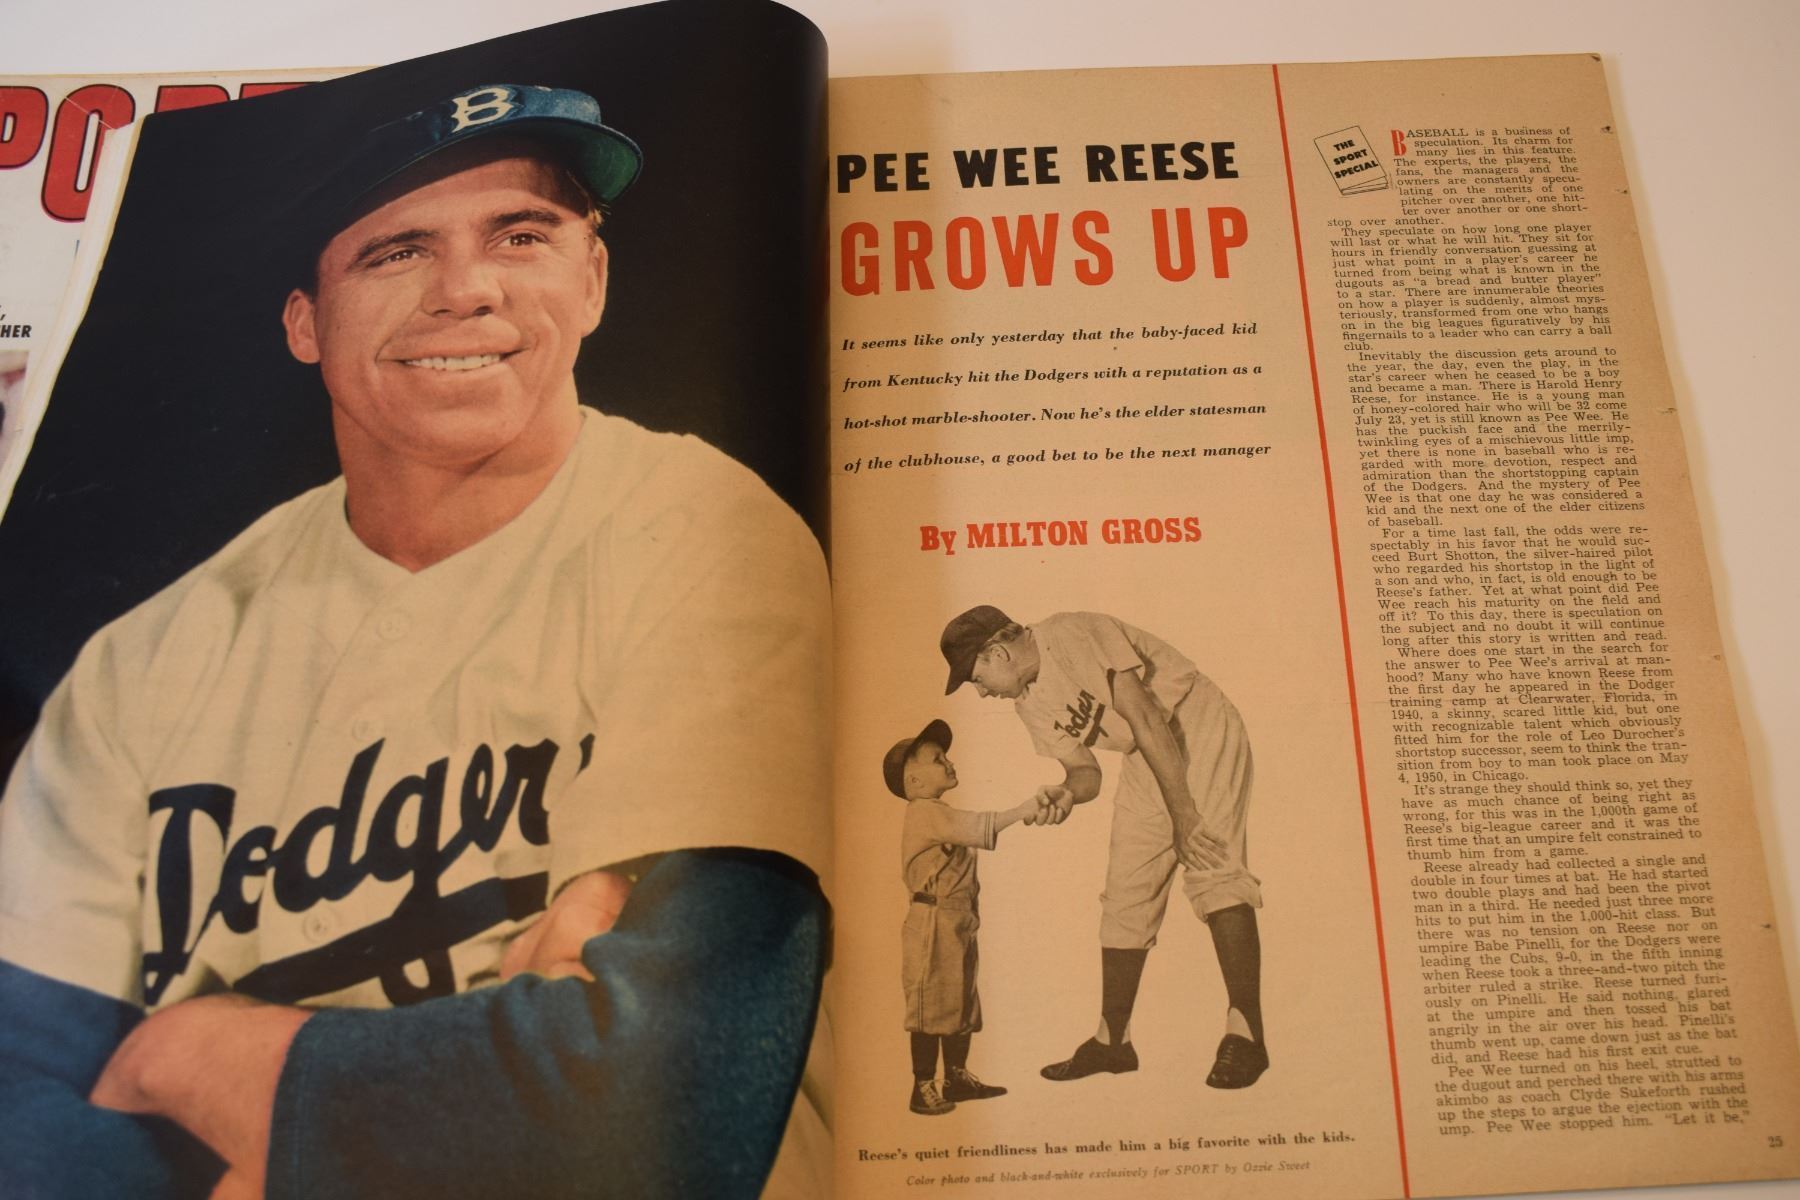 HER
B
Dodgers
PEE WEE REESE
GROWS UP
It seems like only yesterday that the baby-faced kid
from Kentucky hit the Dodgers with a reputation as a
hot-shot marble-shooter. Now he's the elder statesman
of the clubhouse, a good bet to be the next manager
By MILTON GROSS
Dodgers
Reese's quiet friendliness has made him a big favorite with the kids.
Color photo and black-and-white exclusively for SPORT by Ozzie Sweet
THE
SPORT
SPECIAL
BASEBALL is a business of
speculation. Its charm for
many lies in this feature.
The experts, the players, the
fans, the managers and the
owners are constantly specu-
lating on the merits of one
pitcher over another, one hit-
ter over another or one short-
stop over another.
They speculate on how long one player
will last or what he will hit. They sit for
hours in friendly conversation guessing at
just what point in a player's career he
turned from being what is known in the
dugouts as "a bread and butter player"
to a star. There are innumerable theories
on how a player is suddenly, almost mys-
teriously, transformed from one who hangs
on in the big leagues figuratively by his
fingernails to a leader who can carry a ball
club.
Inevitably the discussion gets around to
the year, the day, even the play, in the
star's career when he ceased to be a boy
and became a man. There is Harold Henry
Reese, for instance. He is a young man
of honey-colored hair who will be 32 come
July 23, yet is still known as Pee Wee. He
has the puckish face and the merrily-
twinkling eyes of a mischievous little imp,
yet there is none in baseball who is re-
garded with more devotion, respect and
admiration than the shortstopping captain
of the Dodgers. And the mystery of Pee
Wee is that one day he was considered a
kid and the next one of the elder citizens
of baseball.
For a time last fall, the odds were re-
spectably in his favor that he would suc-
ceed Burt Shotton, the silver-haired pilot
who regarded his shortstop in the light of
a son and who, in fact, is old enough to be
Reese's father. Yet at what point did Pee
Wee reach his maturity on the field and
off it? To this day, there is speculation on
the subject and no doubt it will continue
long after this story is written and read.
Where does one start in the search for
the answer to Pee Wee's arrival at man-
hood? Many who have known Reese from
the first day he appeared in the Dodger
training camp at Clearwater, Florida, in
1940, a skinny, scared little kid, but one
with recognizable talent which obviously
fitted him for the role of Leo Durocher's
shortstop successor, seem to think the tran-
sition from boy to man took place on May
4, 1950, in Chicago.
It's strange they should think so, yet they
have as much chance of being right as
wrong, for this was in the 1,000th game of
Reese's big-league career and it was the
first time that an umpire felt constrained to
thumb him from a game.
Reese already had collected a single and
double in four times at bat. He had started
two double plays and had been the pivot
man in a third. He needed just three more
hits to put him in the 1,000-hit class. But
there was no tension on Reese nor on
umpire Babe Pinelli, for the Dodgers were
leading the Cubs, 9-0, in the fifth inning
when Reese took a three-and-two pitch the
arbiter ruled a strike. Reese turned furi-
ously on Pinelli. He said nothing, glared
at the umpire and then tossed his bat
angrily in the air over his head. Pinelli's
thumb went up, came down just as the bat
did, and Reese had his first exit cue.
Pee Wee turned on his heel, strutted to
the dugout and perched there with his arms
akimbo as coach Clyde Sukeforth rushed
up the steps to argue the ejection with the
ump. Pee Wee stopped him. "Let it be,"
25